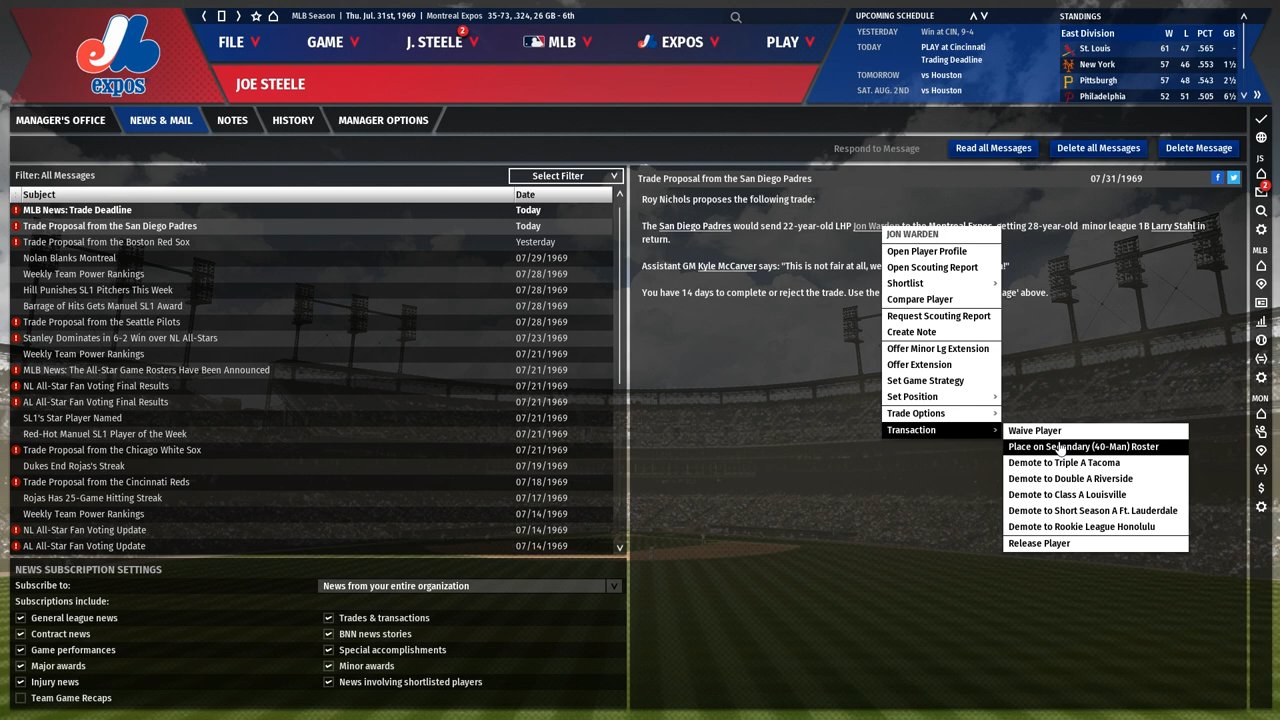 MLB Season | Thu. Jul. 31st, 1969 | Montreal Expos 35-73, .324, 26 GB - 6th
FILE GAME J. STEELE 2 MLB EXPOS PLAY
expos
JOE STEELE
UPCOMING SCHEDULE
YESTERDAY Win at CIN, 9-4
TODAY PLAY at Cincinnati
Trading Deadline
TOMORROW vs Houston
SAT. AUG. 2ND vs Houston
STANDINGS
East Division W L PCT GB
St. Louis 61 47 .565 -
New York 57 46 .553 1½
Pittsburgh 57 48 .543 2½
Philadelphia 52 51 .505 6½
MANAGER'S OFFICE NEWS & MAIL NOTES HISTORY MANAGER OPTIONS
Respond to Message Read all Messages Delete all Messages Delete Message
Filter: All Messages Select Filter
Subject Date
MLB News: Trade Deadline Today
Trade Proposal from the San Diego Padres Today
Trade Proposal from the Boston Red Sox Yesterday
Nolan Blanks Montreal 07/29/1969
Weekly Team Power Rankings 07/28/1969
Hill Punishes SL1 Pitchers This Week 07/28/1969
Barrage of Hits Gets Manuel SL1 Award 07/28/1969
Trade Proposal from the Seattle Pilots 07/28/1969
Stanley Dominates in 6-2 Win over NL All-Stars 07/23/1969
Weekly Team Power Rankings 07/21/1969
MLB News: The All-Star Game Rosters Have Been Announced 07/21/1969
NL All-Star Fan Voting Final Results 07/21/1969
AL All-Star Fan Voting Final Results 07/21/1969
SL1's Star Player Named 07/21/1969
Red-Hot Manuel SL1 Player of the Week 07/21/1969
Trade Proposal from the Chicago White Sox 07/21/1969
Dukes End Rojas's Streak 07/19/1969
Trade Proposal from the Cincinnati Reds 07/18/1969
Rojas Has 25-Game Hitting Streak 07/17/1969
Weekly Team Power Rankings 07/14/1969
NL All-Star Fan Voting Update 07/14/1969
AL All-Star Fan Voting Update 07/14/1969
NEWS SUBSCRIPTION SETTINGS
Subscribe to: News from your entire organization
Subscriptions include:
General league news Trades & transactions
Contract news BNN news stories
Game performances Special accomplishments
Major awards Minor awards
Injury news News involving shortlisted players
Team Game Recaps
Trade Proposal from the San Diego Padres 07/31/1969
Roy Nichols proposes the following trade:
The San Diego Padres would send 22-year-old LHP Jon Warden to the Montreal Expos, getting 28-year-old minor league 1B Larry Stahl in
return.
Assistant GM Kyle McCarver says: "This is not fair at all, we
You have 14 days to complete or reject the trade. Use the age' above.
JON WARDEN
Open Player Profile
Open Scouting Report
Shortlist
Compare Player
Request Scouting Report
Create Note
Offer Minor Lg Extension
Offer Extension
Set Game Strategy
Set Position
Trade Options
Transaction
Waive Player
Place on Secondary (40-Man) Roster
Demote to Triple A Tacoma
Demote to Double A Riverside
Demote to Class A Louisville
Demote to Short Season A Ft. Lauderdale
Demote to Rookie League Honolulu
Release Player
JS
2
MLB
MON
$